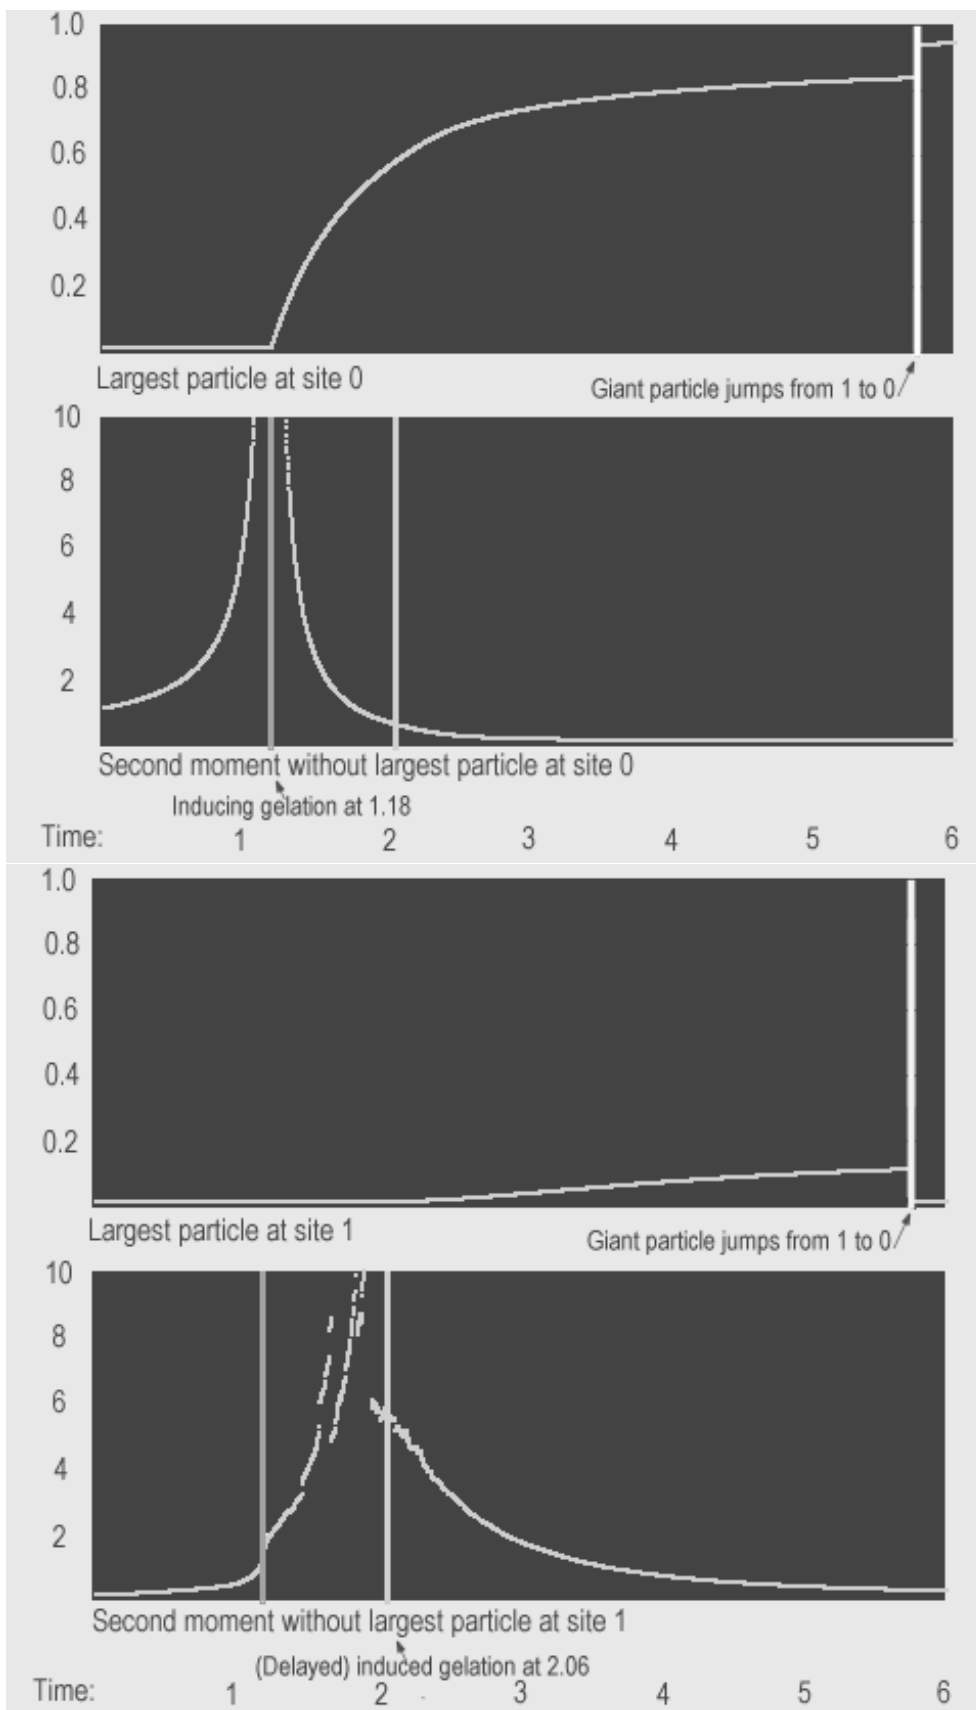 1.0
0.8
0.6
0.4
0.2
Largest particle at site 0
Giant particle jumps from 1 to 0
10
8
6
4
2
Second moment without largest particle at site 0
Inducing gelation at 1.18
Time: 1 2 3 4 5 6
1.0
0.8
0.6
0.4
0.2
Largest particle at site 1
Giant particle jumps from 1 to 0
10
8
6
4
2
Second moment without largest particle at site 1
(Delayed) induced gelation at 2.06
Time: 1 2 3 4 5 6